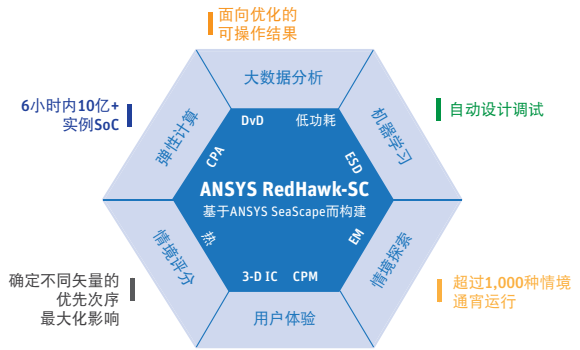 面向优化的
可操作结果
大数据分析
6小时内10亿+
实例SoC
弹性计算
机器学习
自动设计调试
DvD
低功耗
CPA
ESD
ANSYS RedHawk-SC
基于ANSYS SeaScape而构建
热
EM
3-D IC
CPM
情境评分
情境探索
确定不同矢量的
优先次序
最大化影响
超过1,000种情境
通宵运行
用户体验